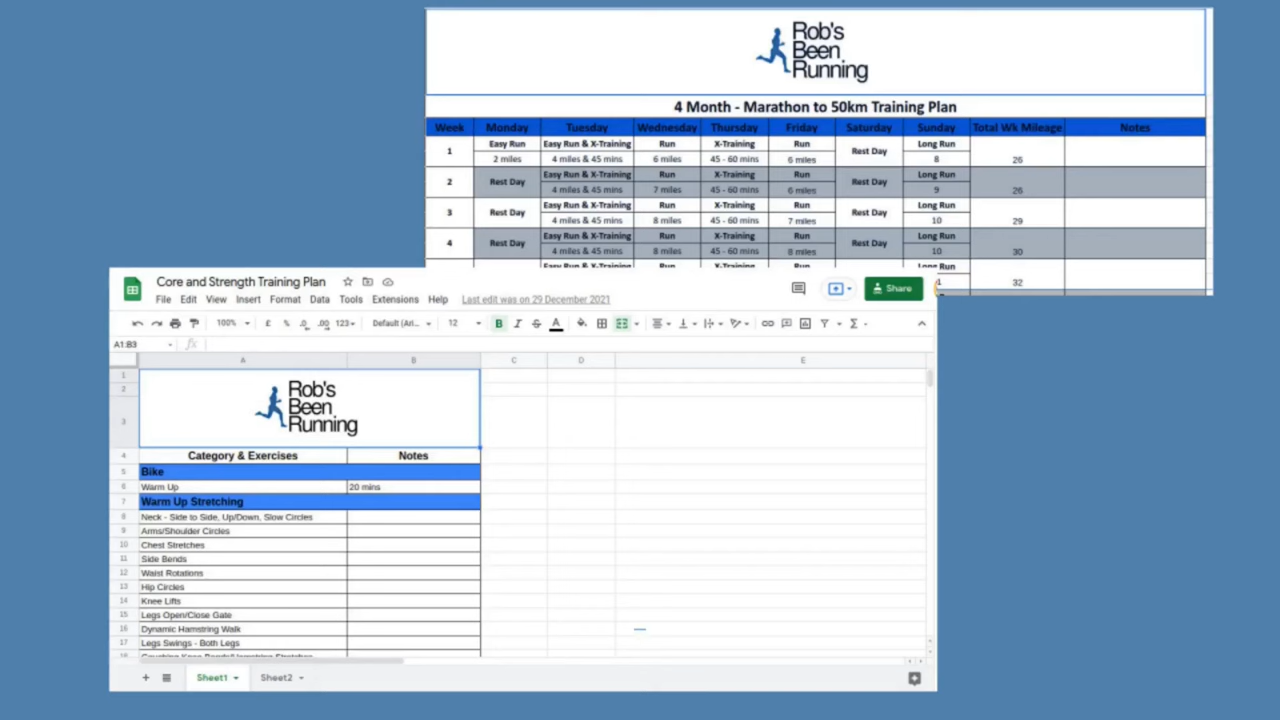 Rob's
Been
Running
4 Month - Marathon to 50km Training Plan
Week Monday Tuesday Wednesday Thursday Friday Saturday Sunday Total Wk Mileage Notes
1 Easy Run Easy Run & X-Training Run X-Training Run Rest Day Long Run
2 miles 4 miles & 45 mins 6 miles 45 - 60 mins 6 miles 8 26
2 Rest Day Easy Run & X-Training Run X-Training Run Rest Day Long Run
4 miles & 45 mins 7 miles 45 - 60 mins 6 miles 9 26
3 Rest Day Easy Run & X-Training Run X-Training Run Rest Day Long Run
4 miles & 45 mins 8 miles 45 - 60 mins 7 miles 10 29
4 Rest Day Easy Run & X-Training Run X-Training Run Rest Day Long Run
4 miles & 45 mins 8 miles 45 - 60 mins 8 miles 10 30
Easy Run & X-Training Run X-Training Run Long Run
32
Core and Strength Training Plan
File Edit View Insert Format Data Tools Extensions Help Last edit was on 29 December 2021
Share
100% £ % .0 .00 123 Default (Ari... 12 B I S A
A1:B3 fx
A B C D E
1
2
3
Rob's
Been
Running
4 Category & Exercises Notes
5 Bike
6 Warm Up 20 mins
7 Warm Up Stretching
8 Neck - Side to Side, Up/Down, Slow Circles
9 Arms/Shoulder Circles
10 Chest Stretches
11 Side Bends
12 Waist Rotations
13 Hip Circles
14 Knee Lifts
15 Legs Open/Close Gate
16 Dynamic Hamstring Walk
17 Legs Swings - Both Legs
Sheet1 Sheet2